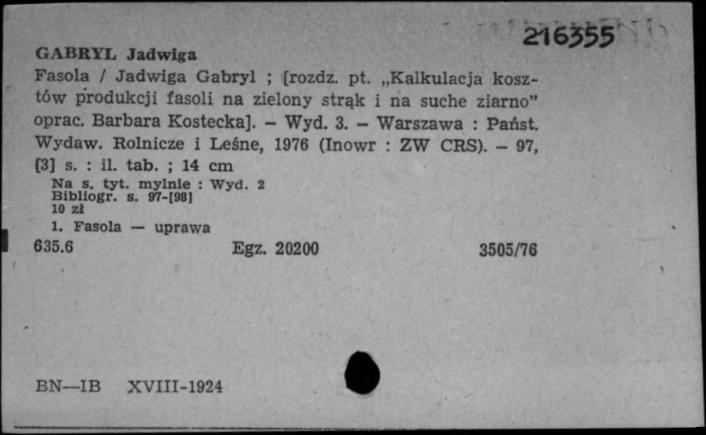 216355
GABRYL Jadwiga
Fasola / Jadwiga Gabryl ; [rozdz. pt. „Kalkulacja kosz-
tów produkcji fasoli na zielony strąk i na suche ziarno”
oprac. Barbara Kostecka]. – Wyd. 3. – Warszawa : Państ.
Wydaw. Rolnicze i Leśne, 1976 (Inowr : ZW CRS). – 97,
[3] s. : il. tab. ; 14 cm
Na s. tyt. mylnie : Wyd. 2
Bibliogr. s. 97-[98]
10 zł
1. Fasola — uprawa
635.6 Egz. 20200 3505/76
BN—IB XVIII-1924